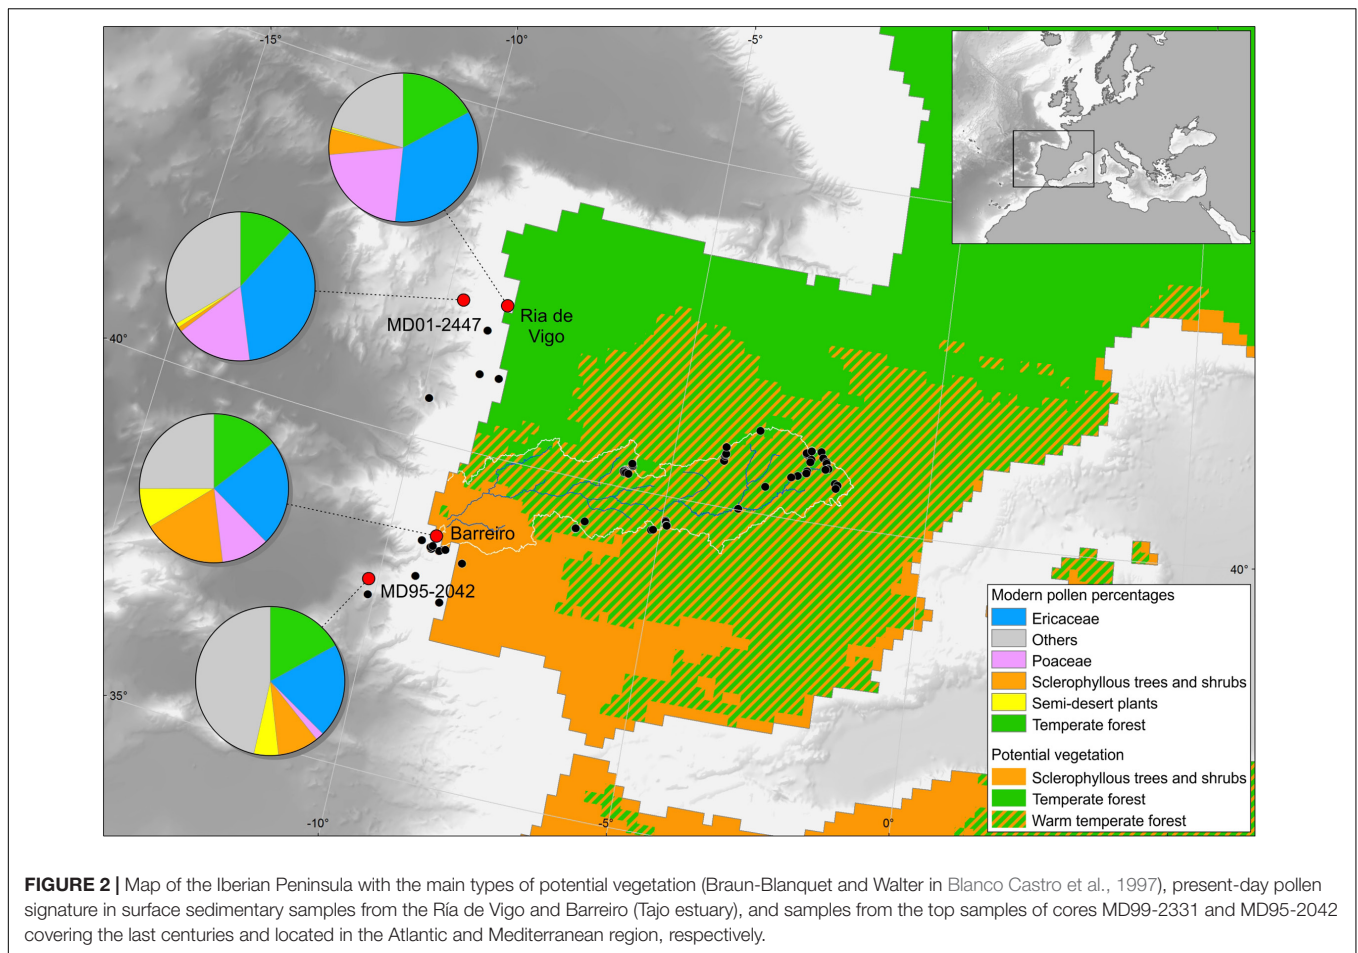 -15°
-10°
-5°
40°
35°
-10°
-5°
0°
40°
MD01-2447
Ria de
Vigo
Barreiro
MD95-2042
Modern pollen percentages
Ericaceae
Others
Poaceae
Sclerophyllous trees and shrubs
Semi-desert plants
Temperate forest
Potential vegetation
Sclerophyllous trees and shrubs
Temperate forest
Warm temperate forest
FIGURE 2 | Map of the Iberian Peninsula with the main types of potential vegetation (Braun-Blanquet and Walter in Blanco Castro et al., 1997), present-day pollen
signature in surface sedimentary samples from the Ría de Vigo and Barreiro (Tajo estuary), and samples from the top samples of cores MD99-2331 and MD95-2042
covering the last centuries and located in the Atlantic and Mediterranean region, respectively.